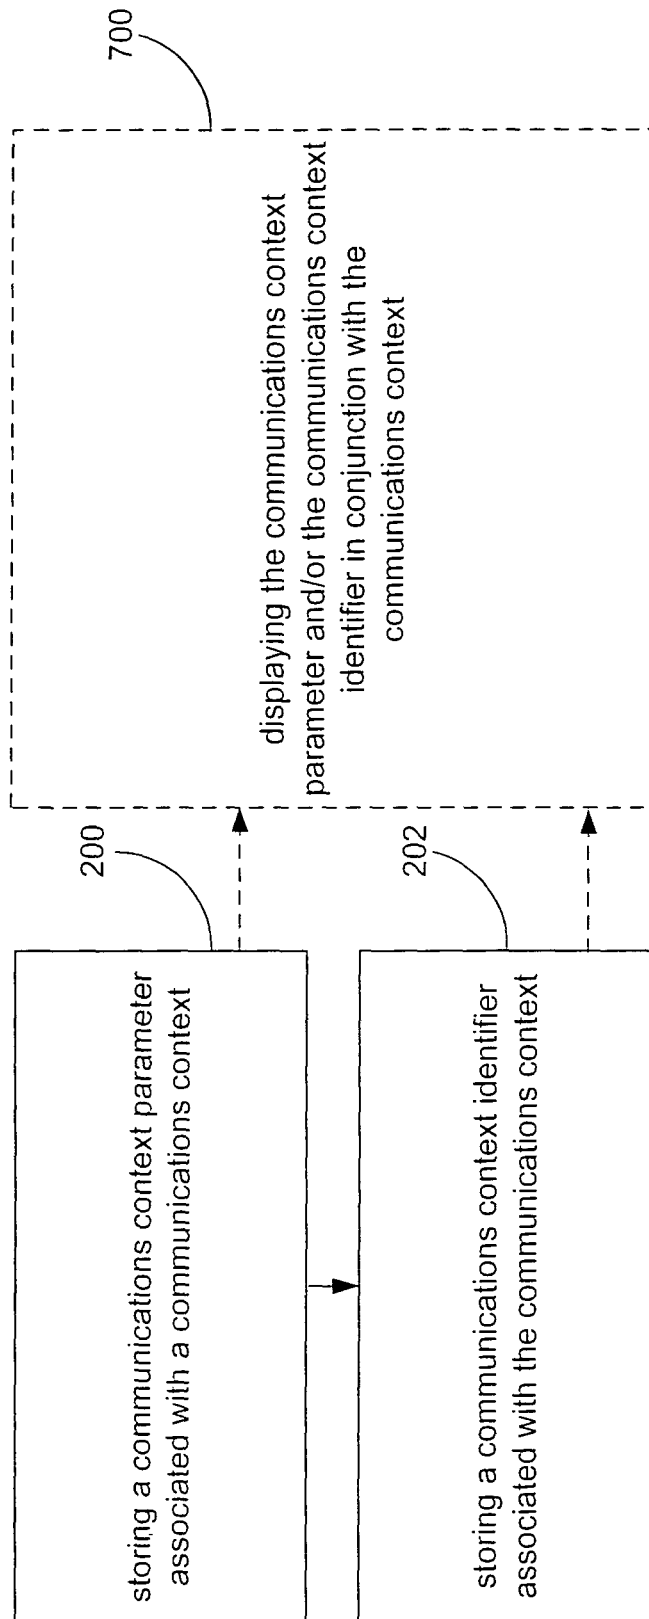 200
storing a communications context parameter
associated with a communications context
202
storing a communications context identifier
associated with the communications context
700
displaying the communications context
parameter and/or the communications context
identifier in conjunction with the
communications context